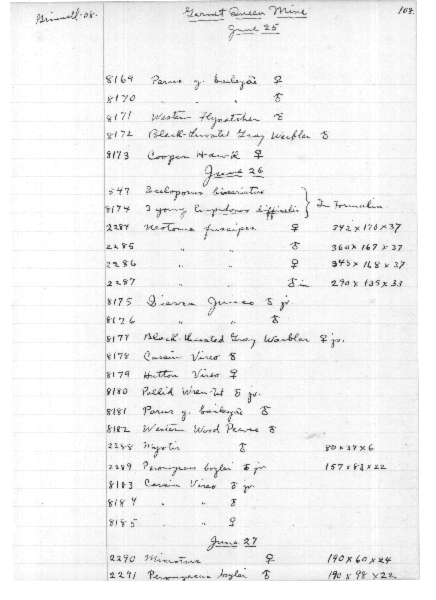 Grinnell-08. Garnet Queen Mine 108
June 25
8169 Parus g. baileyae ♀
8170 " " ♂
8171 Western Flycatcher ♂
8172 Black-throated Gray Warbler ♂
8173 Cooper Hawk ♀
June 26
547 Sceloporus biseriatus
8174 2 young Empidonax difficilis } In Formalin.
2284 Neotoma fuscipes ♀ 342 x 170 x 37
2285 " " ♂ 360 x 167 x 37
2286 " " ♀ 345 x 168 x 37
2287 " " ♂ im 290 x 135 x 33
8175 Sierra Junco ♂ jv.
8176 " " ♂
8177 Black-throated Gray Warbler ♀ jv.
8178 Cassin Vireo ♂
8179 Hutton Vireo ♀
8180 Pallid Wren-tit ♂ jv.
8181 Parus g. baileyae ♂
8182 Western Wood Pewee ♂
2288 Myotis ♂ 80 x 34 x 6
2289 Peromyscus boylei ♂ jv 157 x 83 x 22
8183 Cassin Vireo ♂ jv.
8184 " " ♂
8185 " " ♀
June 27
2290 Microtus ♀ 190 x 60 x 24
2291 Peromyscus boylei ♂ 190 x 98 x 22